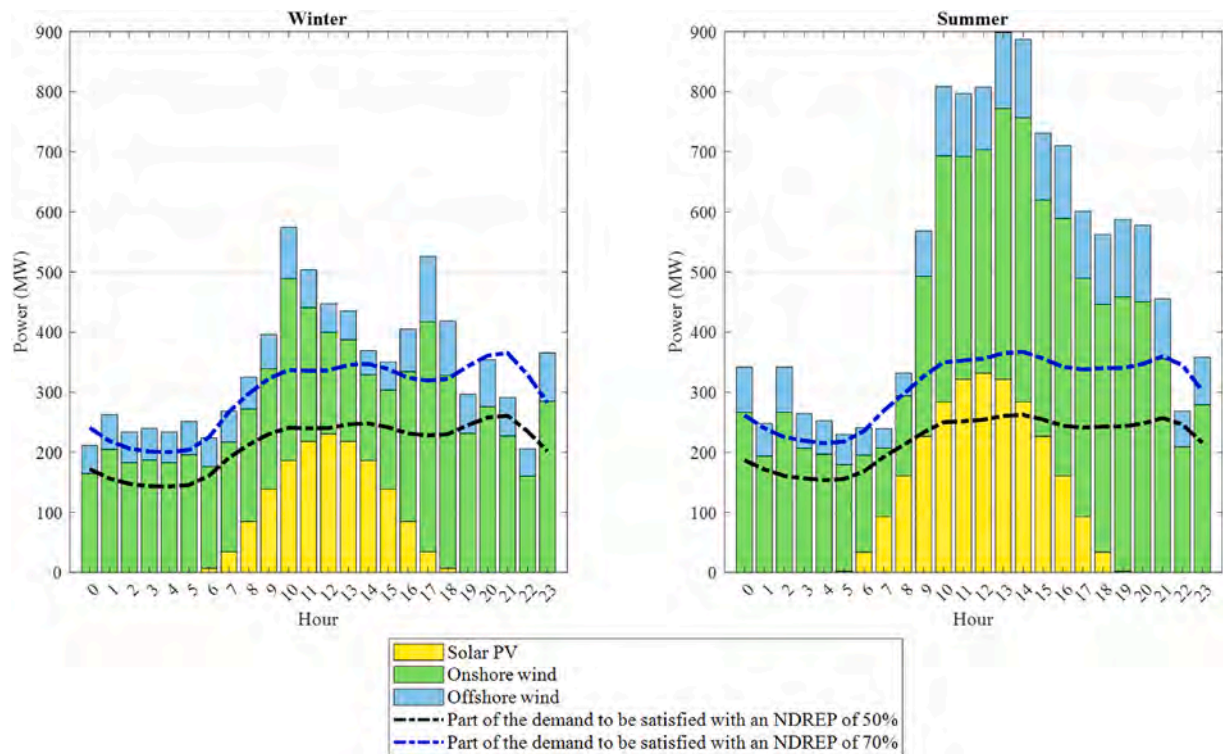 Winter
Power (MW)
900
800
700
600
500
400
300
200
100
0
0 1 2 3 4 5 6 7 8 9 10 11 12 13 14 15 16 17 18 19 20 21 22 23
Hour
Summer
Power (MW)
900
800
700
600
500
400
300
200
100
0
0 1 2 3 4 5 6 7 8 9 10 11 12 13 14 15 16 17 18 19 20 21 22 23
Hour
Solar PV
Onshore wind
Offshore wind
Part of the demand to be satisfied with an NDREP of 50%
Part of the demand to be satisfied with an NDREP of 70%